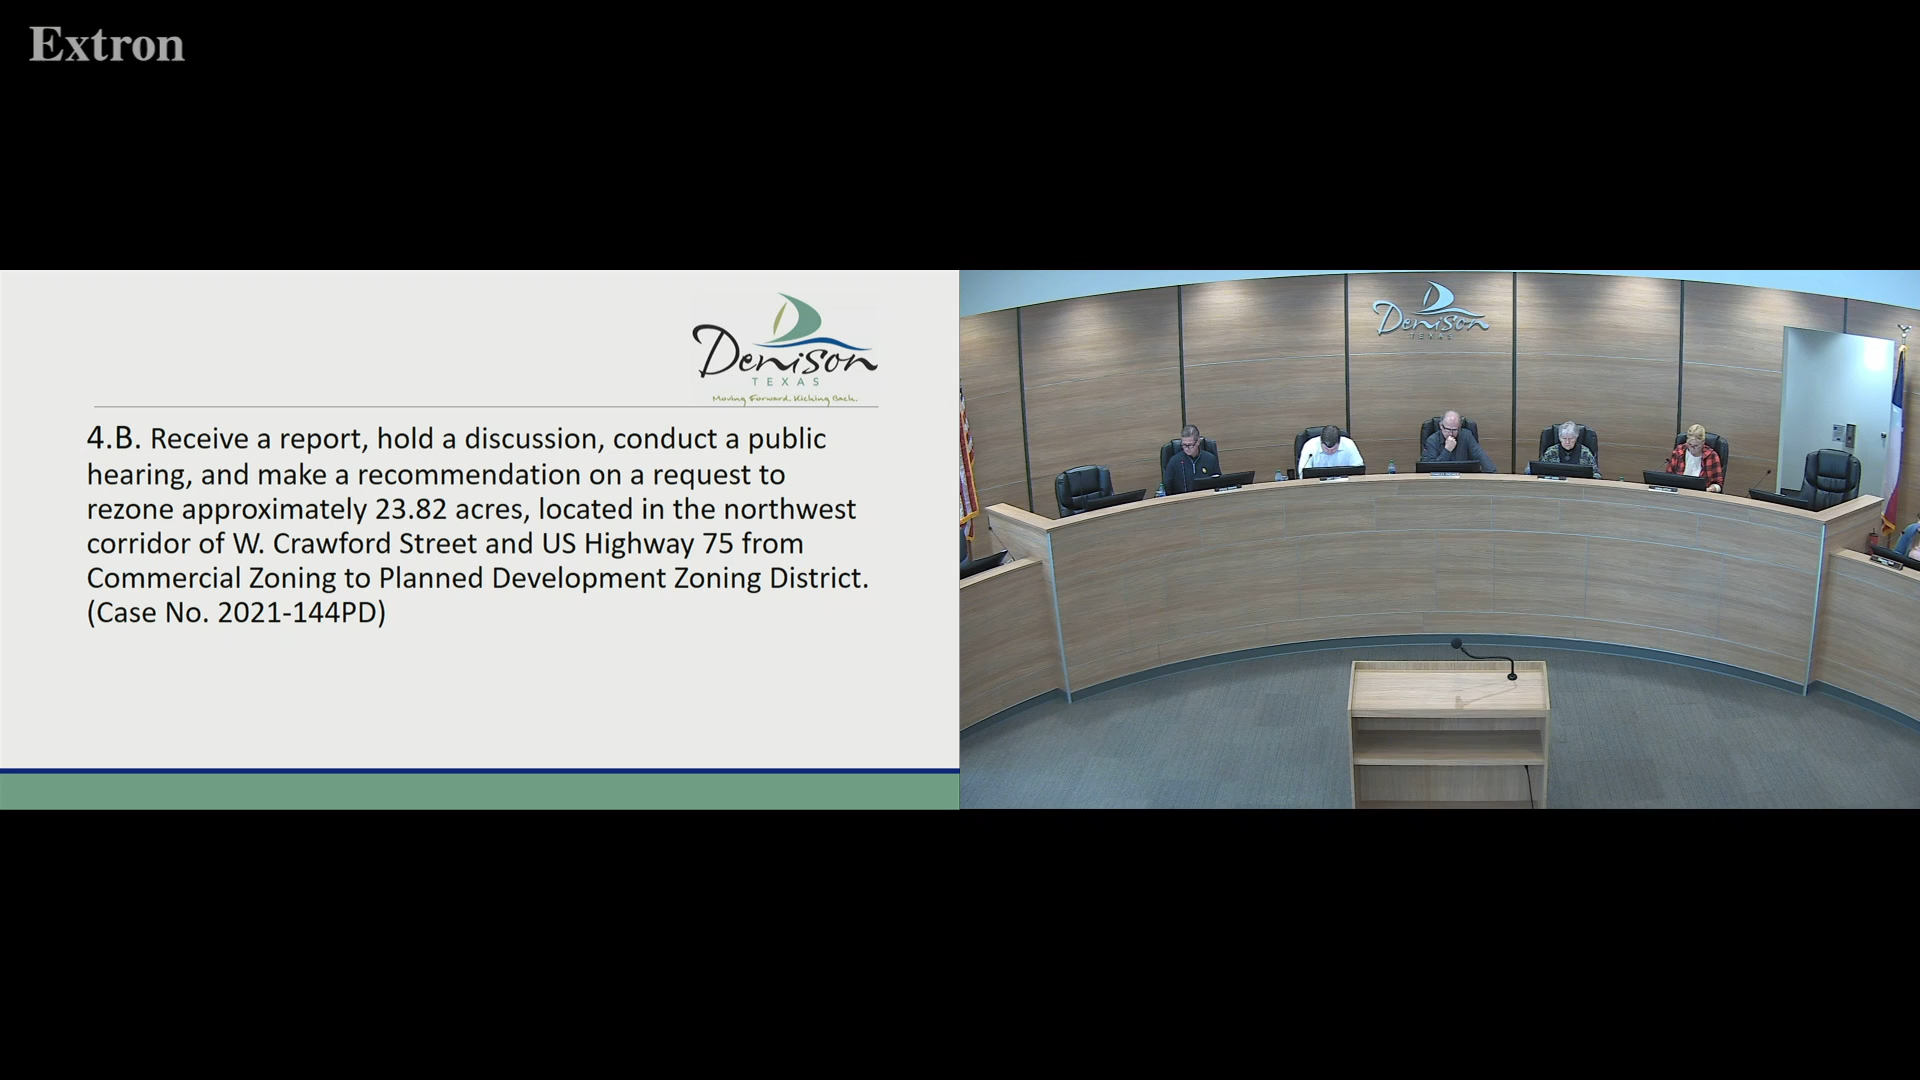 Extron
Denison
TEXAS
Moving Forward. Kicking Back.
4.B. Receive a report, hold a discussion, conduct a public
hearing, and make a recommendation on a request to
rezone approximately 23.82 acres, located in the northwest
corridor of W. Crawford Street and US Highway 75 from
Commercial Zoning to Planned Development Zoning District.
(Case No. 2021-144PD)
Denison
TEXAS